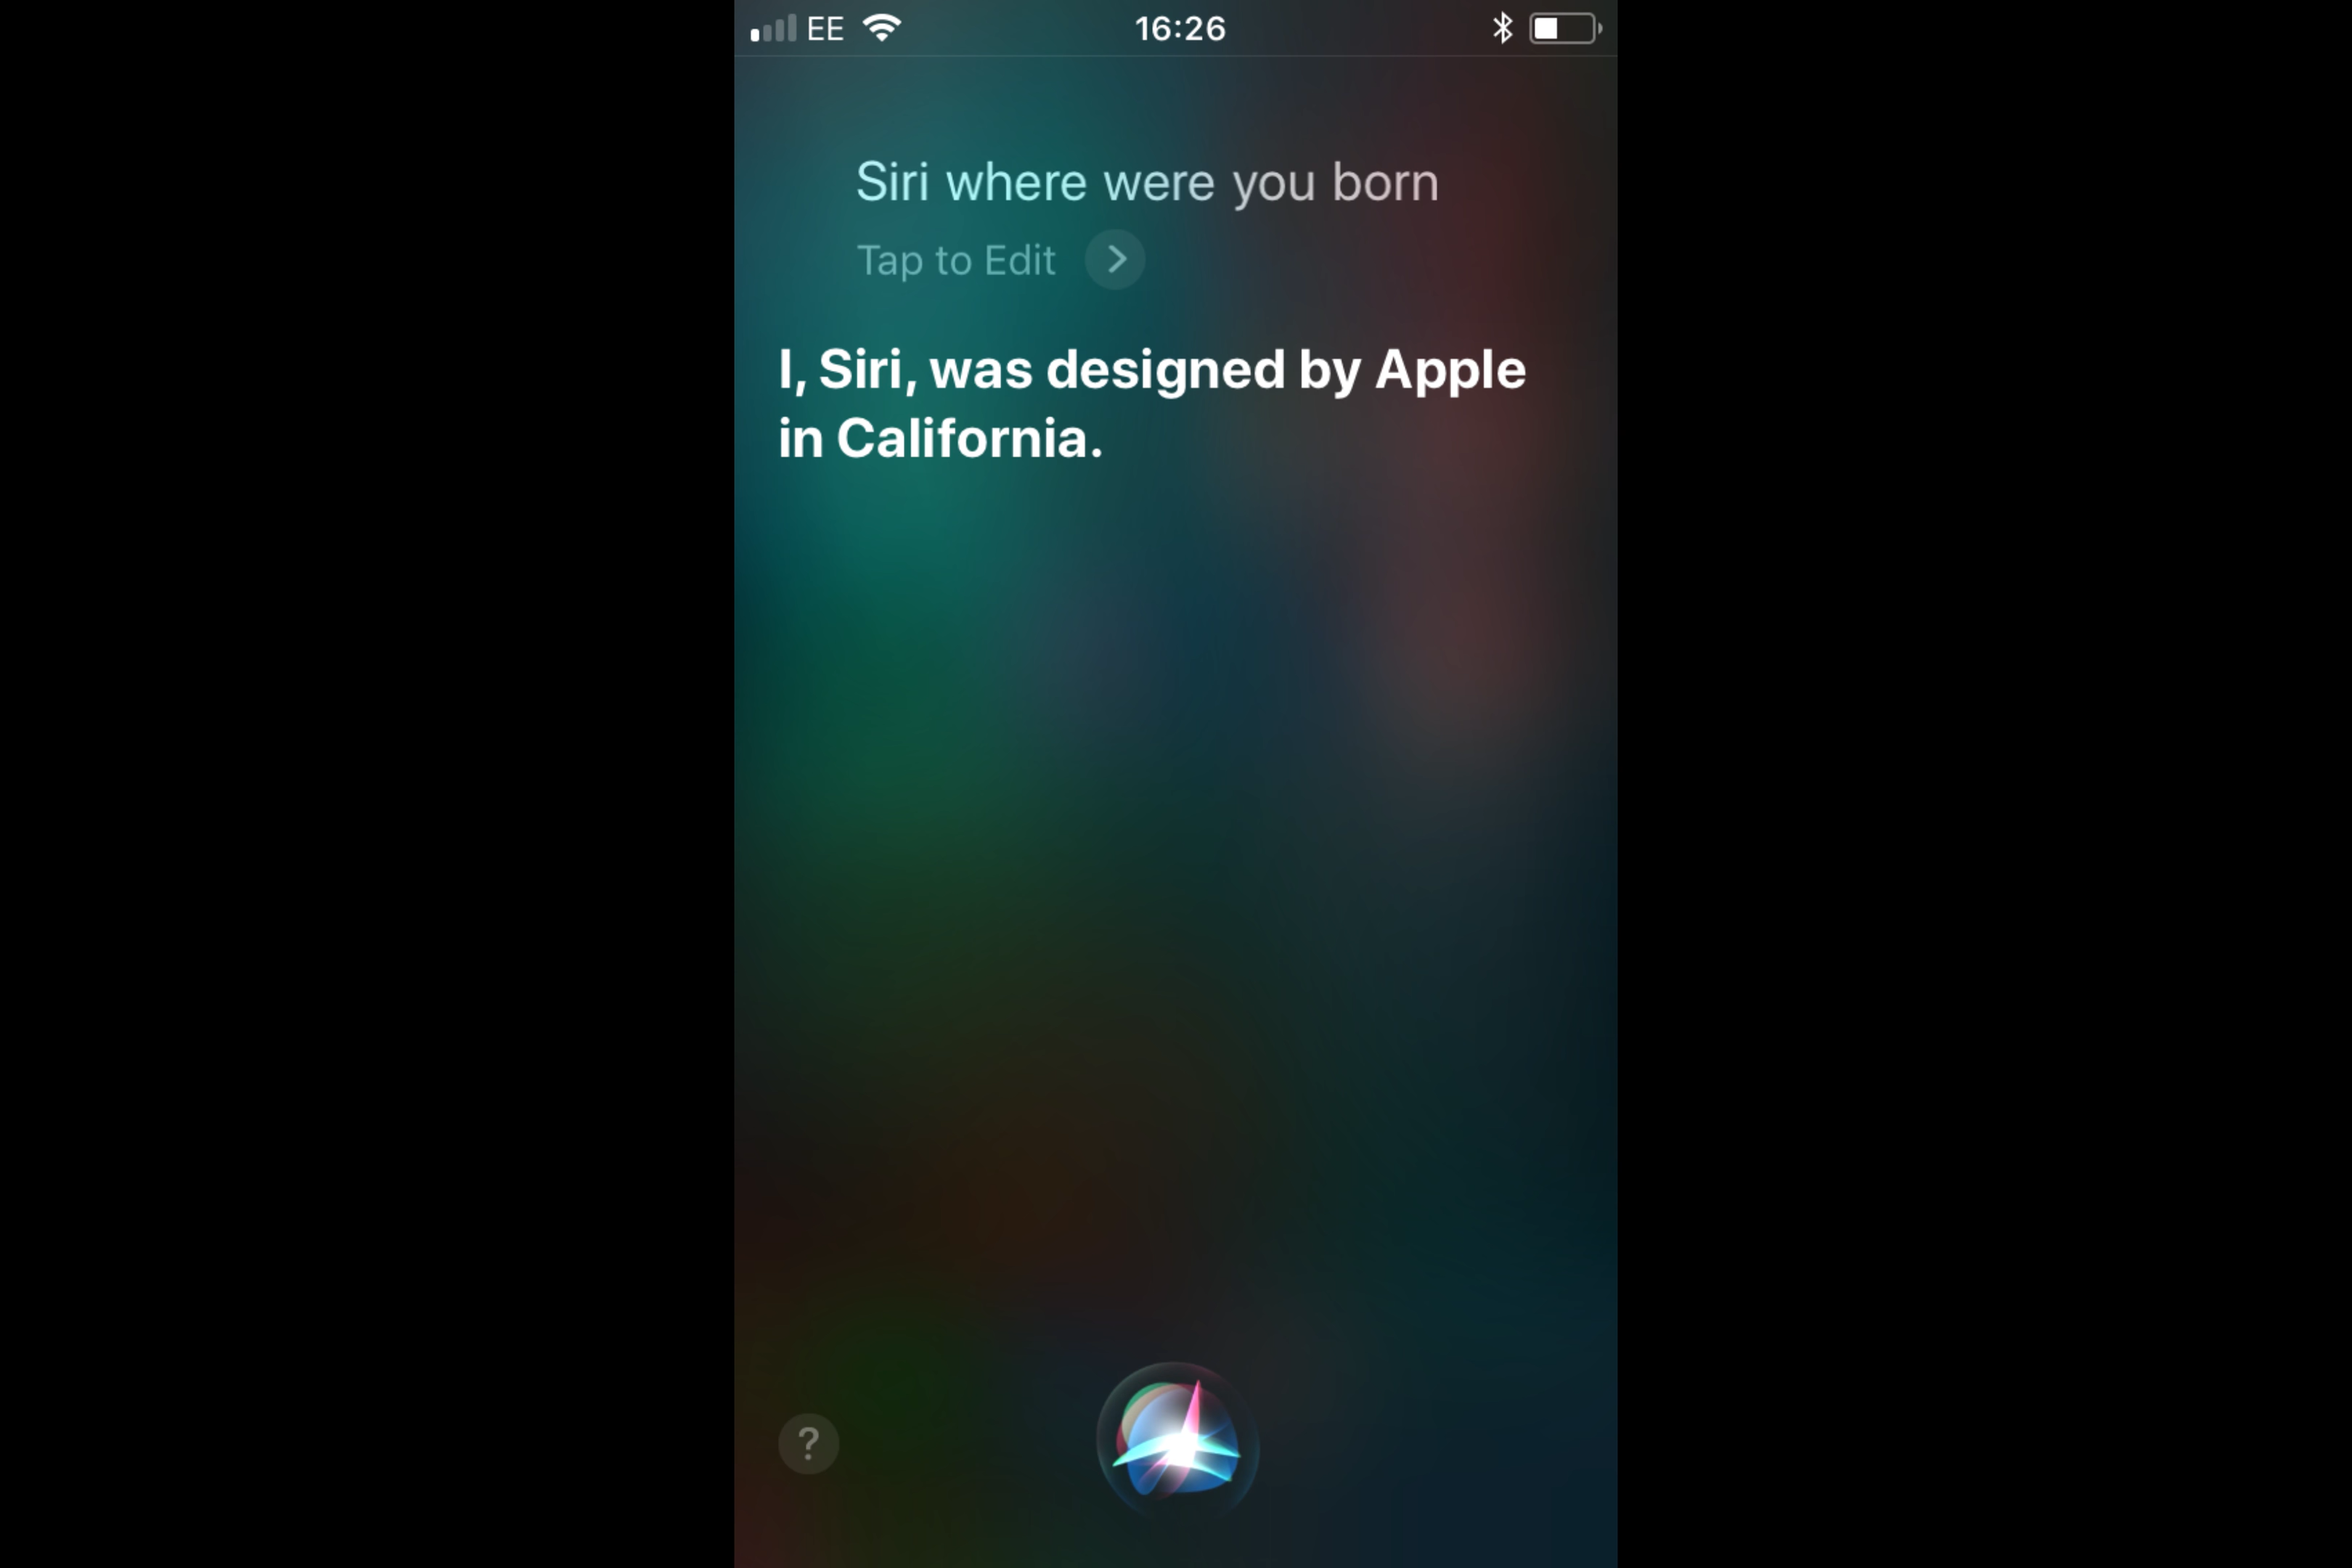 EE 16:26
Siri where were you born
Tap to Edit
I, Siri, was designed by Apple
in California.
?